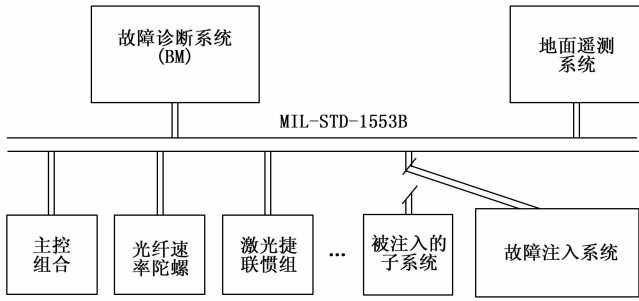 故障诊断系统
(BM)
地面遥测
系统
MIL-STD-1553B
主控
组合
光纤速
率陀螺
激光捷
联惯组
...
被注入的
子系统
故障注入系统